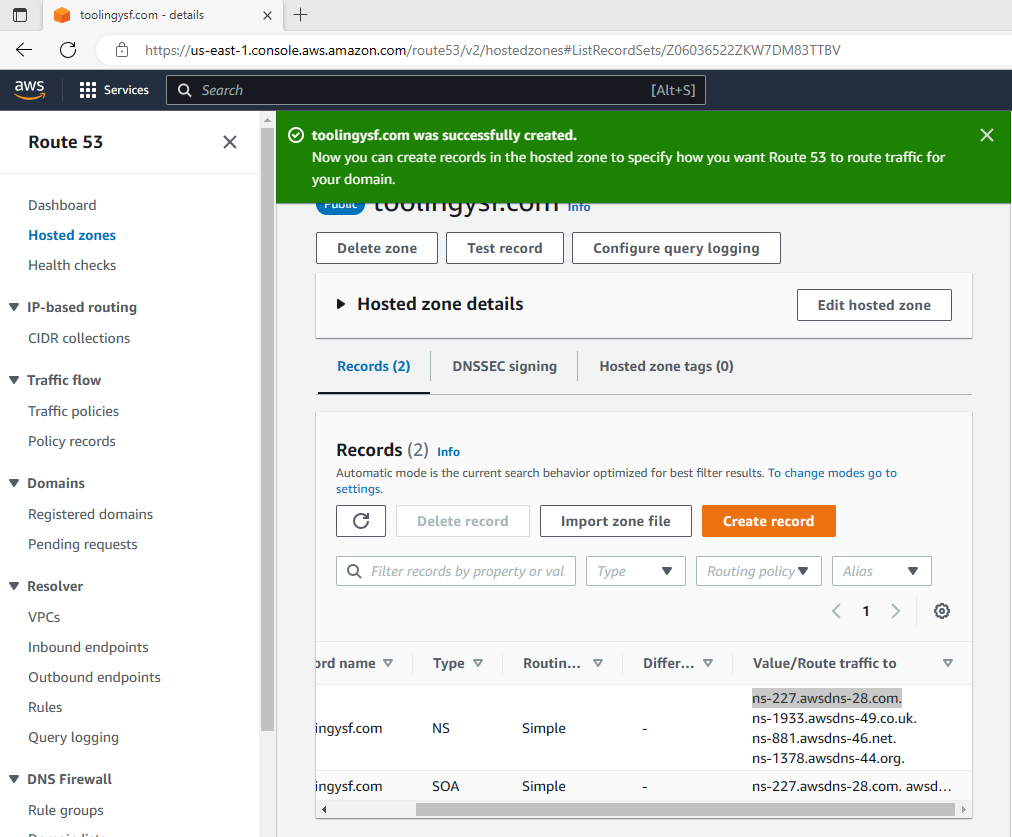 toolingysf.com - details
https://us-east-1.console.aws.amazon.com/route53/v2/hostedzones#ListRecordSets/Z06036522ZKW7DM83TTBV
aws
Services
Search
[Alt+S]
Route 53
Dashboard
Hosted zones
Health checks
IP-based routing
CIDR collections
Traffic flow
Traffic policies
Policy records
Domains
Registered domains
Pending requests
Resolver
VPCs
Inbound endpoints
Outbound endpoints
Rules
Query logging
DNS Firewall
Rule groups
Domain lists
toolingysf.com was successfully created.
Now you can create records in the hosted zone to specify how you want Route 53 to route traffic for
your domain.
Public toolingysf.com Info
Delete zone
Test record
Configure query logging
Hosted zone details
Edit hosted zone
Records (2)
DNSSEC signing
Hosted zone tags (0)
Records (2) Info
Automatic mode is the current search behavior optimized for best filter results. To change modes go to
settings.
Delete record
Import zone file
Create record
Filter records by property or val
Type
Routing policy
Alias
1
ord name
Type
Routin...
Differ...
Value/Route traffic to
ingysf.com
NS
Simple
-
ns-227.awsdns-28.com.
ns-1933.awsdns-49.co.uk.
ns-881.awsdns-46.net.
ns-1378.awsdns-44.org.
ingysf.com
SOA
Simple
-
ns-227.awsdns-28.com. awsd...